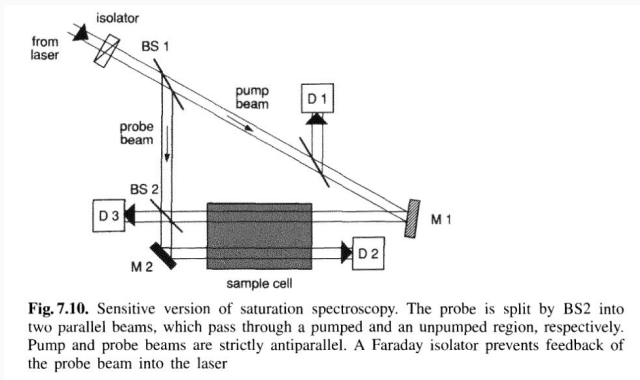 isolator
from
laser
BS 1
pump
beam
D 1
probe
beam
BS 2
D 3
M 1
D 2
M 2
sample cell
Fig. 7.10. Sensitive version of saturation spectroscopy. The probe is split by BS2 into
two parallel beams, which pass through a pumped and an unpumped region, respectively.
Pump and probe beams are strictly antiparallel. A Faraday isolator prevents feedback of
the probe beam into the laser